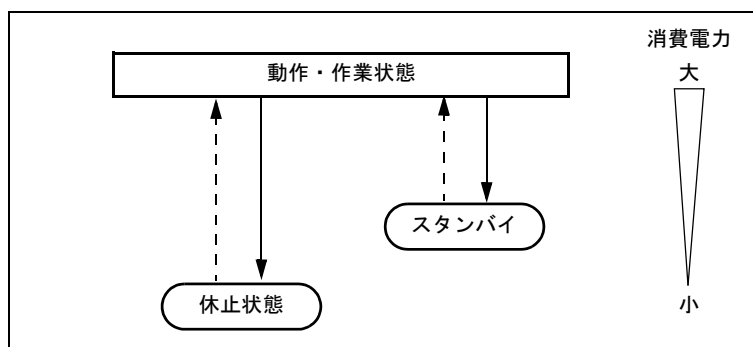 消費電力
大
動作・作業状態
スタンバイ
休止状態
小